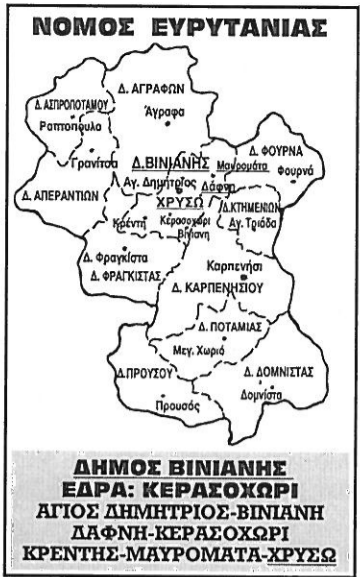 ΝΟΜΟΣ ΕΥΡΥΤΑΝΙΑΣ
Δ. ΑΓΡΑΦΩΝ
Δ. ΑΣΠΡΟΠΟΤΑΜΟΥ
Άγραφα
Ραπτοπουλα
Δ. ΦΟΥΡΝΑ
Γρανίτσα
Δ. ΒΙΝΙΑΝΗΣ
Μαυρομάτα
Φουρνά
Αγ. Δημήτριος
Δάφνη
Δ. ΑΠΕΡΑΝΤΙΩΝ
ΧΡΥΣΩ
Δ.ΚΤΗΜΕΝΙΩΝ
Κρέντη
Κερασοχώρι
Αγ. Τριάδα
Βίνιανη
Δ. Φραγκίστα
Δ. ΦΡΑΓΚΙΣΤΑΣ
Καρπενήσι
Δ. ΚΑΡΠΕΝΗΣΙΟΥ
Δ. ΠΟΤΑΜΙΑΣ
Μεγ. Χωριό
Δ.ΠΡΟΥΣΟΥ
Δ. ΔΟΜΝΙΣΤΑΣ
Δομνίστα
Προυσός
ΔΗΜΟΣ ΒΙΝΙΑΝΗΣ
ΕΔΡΑ: ΚΕΡΑΣΟΧΩΡΙ
ΑΓΙΟΣ ΔΗΜΗΤΡΙΟΣ-ΒΙΝΙΑΝΗ
ΔΑΦΝΗ-ΚΕΡΑΣΟΧΩΡΙ
ΚΡΕΝΤΗΣ-ΜΑΥΡΟΜΑΤΑ-ΧΡΥΣΩ